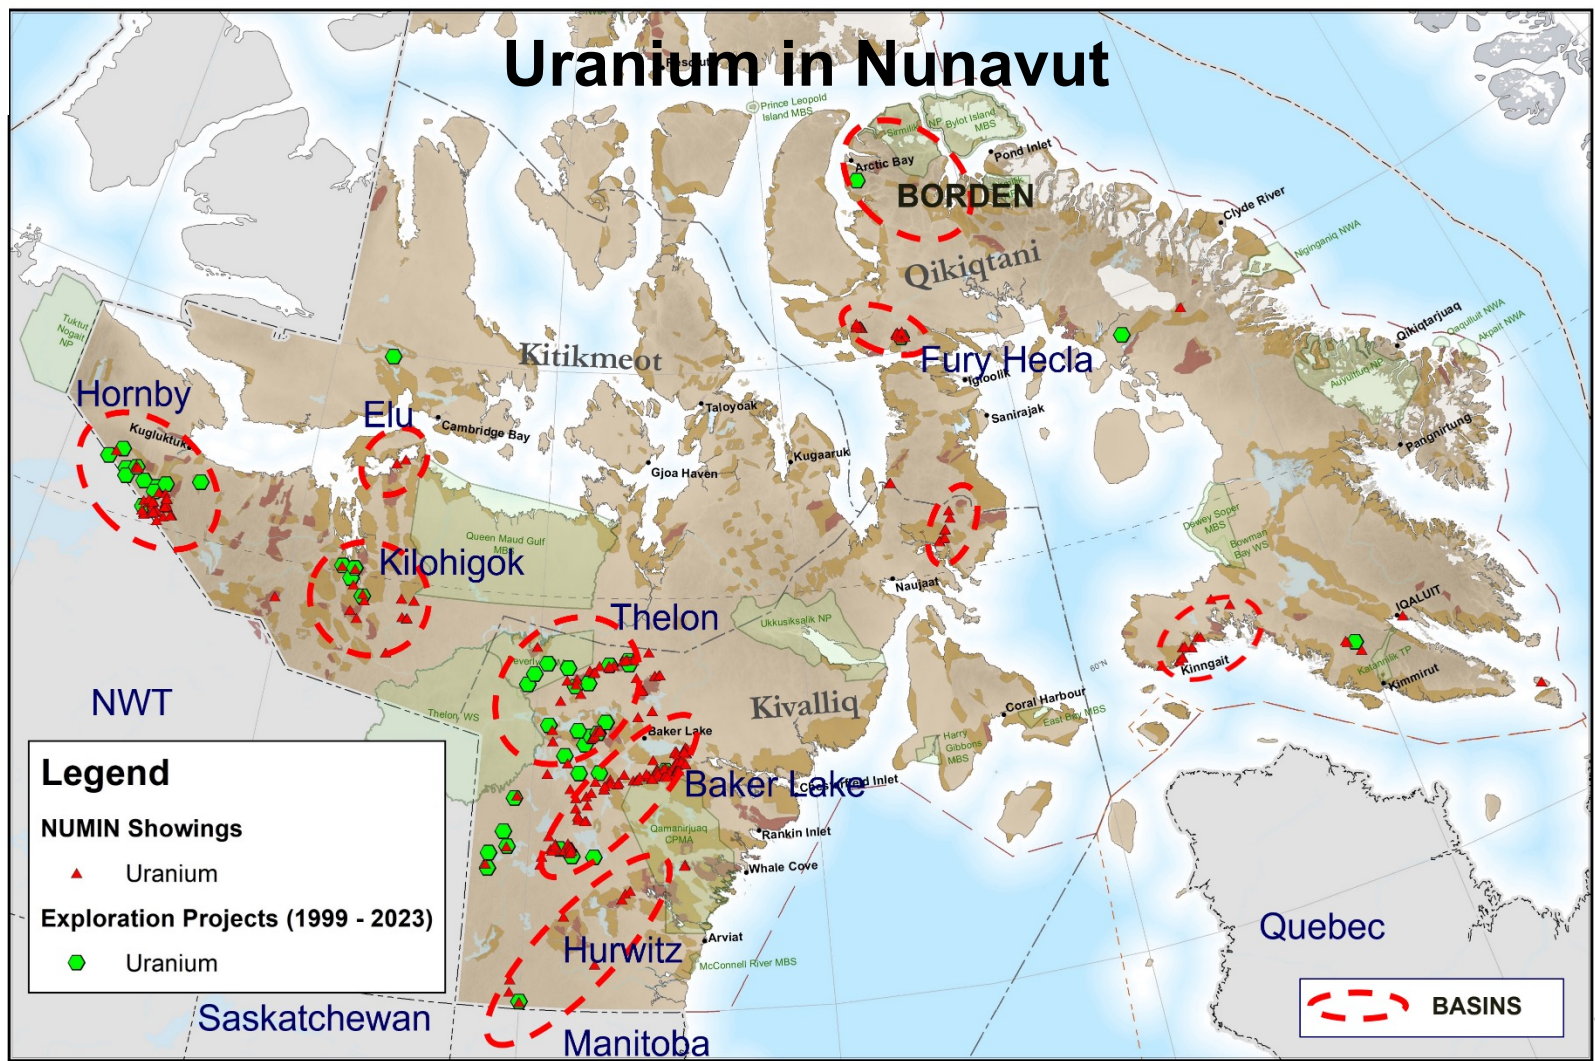 Uranium in Nunavut
Resolut
Prince Leopold
Island MBS
Sirmilik NP
Bylot Island
MBS
Arctic Bay
Pond Inlet
BORDEN
Clyde River
Niginganiq NWA
Qikiqtani
Tuktut
Nogait
NP
Kitikmeot
Fury Hecla
Igloolik
Qikiqtarjuaq
Qaqulluit NWA
Akpait NWA
Auyuittuq NP
Hornby
Elu
Taloyoak
Sanirajak
Kugluktuk
Cambridge Bay
Pangnirtung
Gjoa Haven
Kugaaruk
Queen Maud Gulf
MBS
Dewey Soper
MBS
Bowman
Bay WS
Kilohigok
Naujaat
IQALUIT
Thelon
Ukkusiksalik NP
Kinngait
Katannilik TP
Kimmirut
60°N
NWT
Thelon WS
Kivalliq
Coral Harbour
East Bay MBS
Baker Lake
Harry
Gibbons
MBS
Baker Lake
Chesterfield Inlet
Legend
NUMIN Showings
Uranium
Exploration Projects (1999 - 2023)
Uranium
Qamanirjuaq
CPMA
Rankin Inlet
Whale Cove
Hurwitz
Arviat
McConnell River MBS
Quebec
BASINS
Saskatchewan
Manitoba